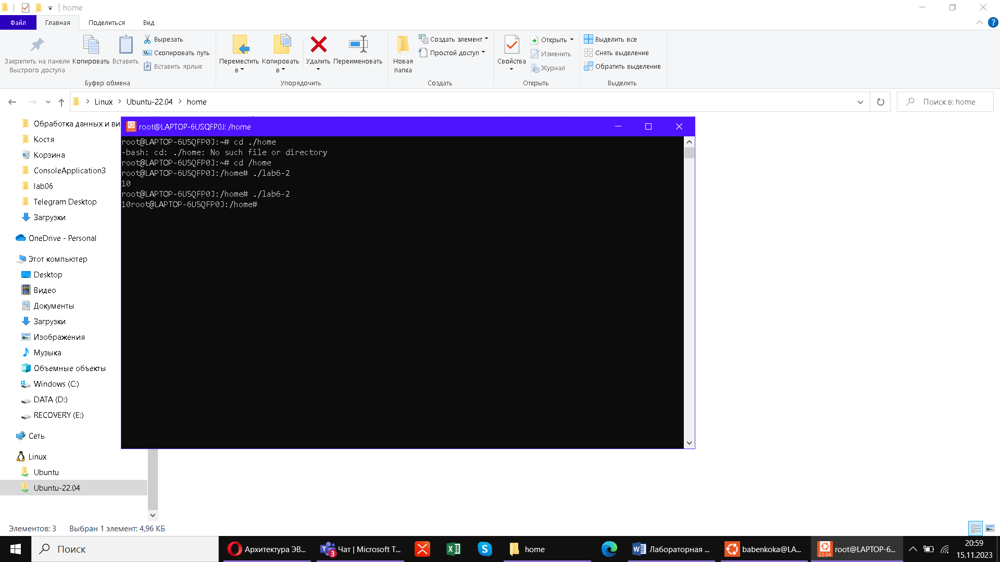 home
Файл
Главная
Поделиться
Вид
Закрепить на панели
быстрого доступа
Копировать
Вставить
Вырезать
Скопировать путь
Вставить ярлык
Буфер обмена
Переместить
в
Копировать
в
Удалить
Переименовать
Упорядочить
Новая
папка
Создать элемент
Простой доступ
Создать
Свойства
Открыть
Изменить
Журнал
Открыть
Выделить все
Снять выделение
Обратить выделение
Выделить
Linux
Ubuntu-22.04
home
Поиск в: home
Обработка данных и ви
Костя
Корзина
ConsoleApplication3
lab06
Telegram Desktop
Загрузки
OneDrive - Personal
Этот компьютер
Desktop
Видео
Документы
Загрузки
Изображения
Музыка
Объемные объекты
Windows (C:)
DATA (D:)
RECOVERY (E:)
Сеть
Linux
Ubuntu
Ubuntu-22.04
root@LAPTOP-6USQFP0J: /home
root@LAPTOP-6USQFP0J:~# cd ./home
-bash: cd: ./home: No such file or directory
root@LAPTOP-6USQFP0J:~# cd /home
root@LAPTOP-6USQFP0J:/home# ./lab6-2
10
root@LAPTOP-6USQFP0J:/home# ./lab6-2
10root@LAPTOP-6USQFP0J:/home#
Элементов: 3
Выбран 1 элемент: 4,96 КБ
Поиск
Архитектура ЭВ...
3
Чат | Microsoft T...
home
Лабораторная ...
babenkoka@LA...
22.04
root@LAPTOP-6...
20:59
15.11.2023